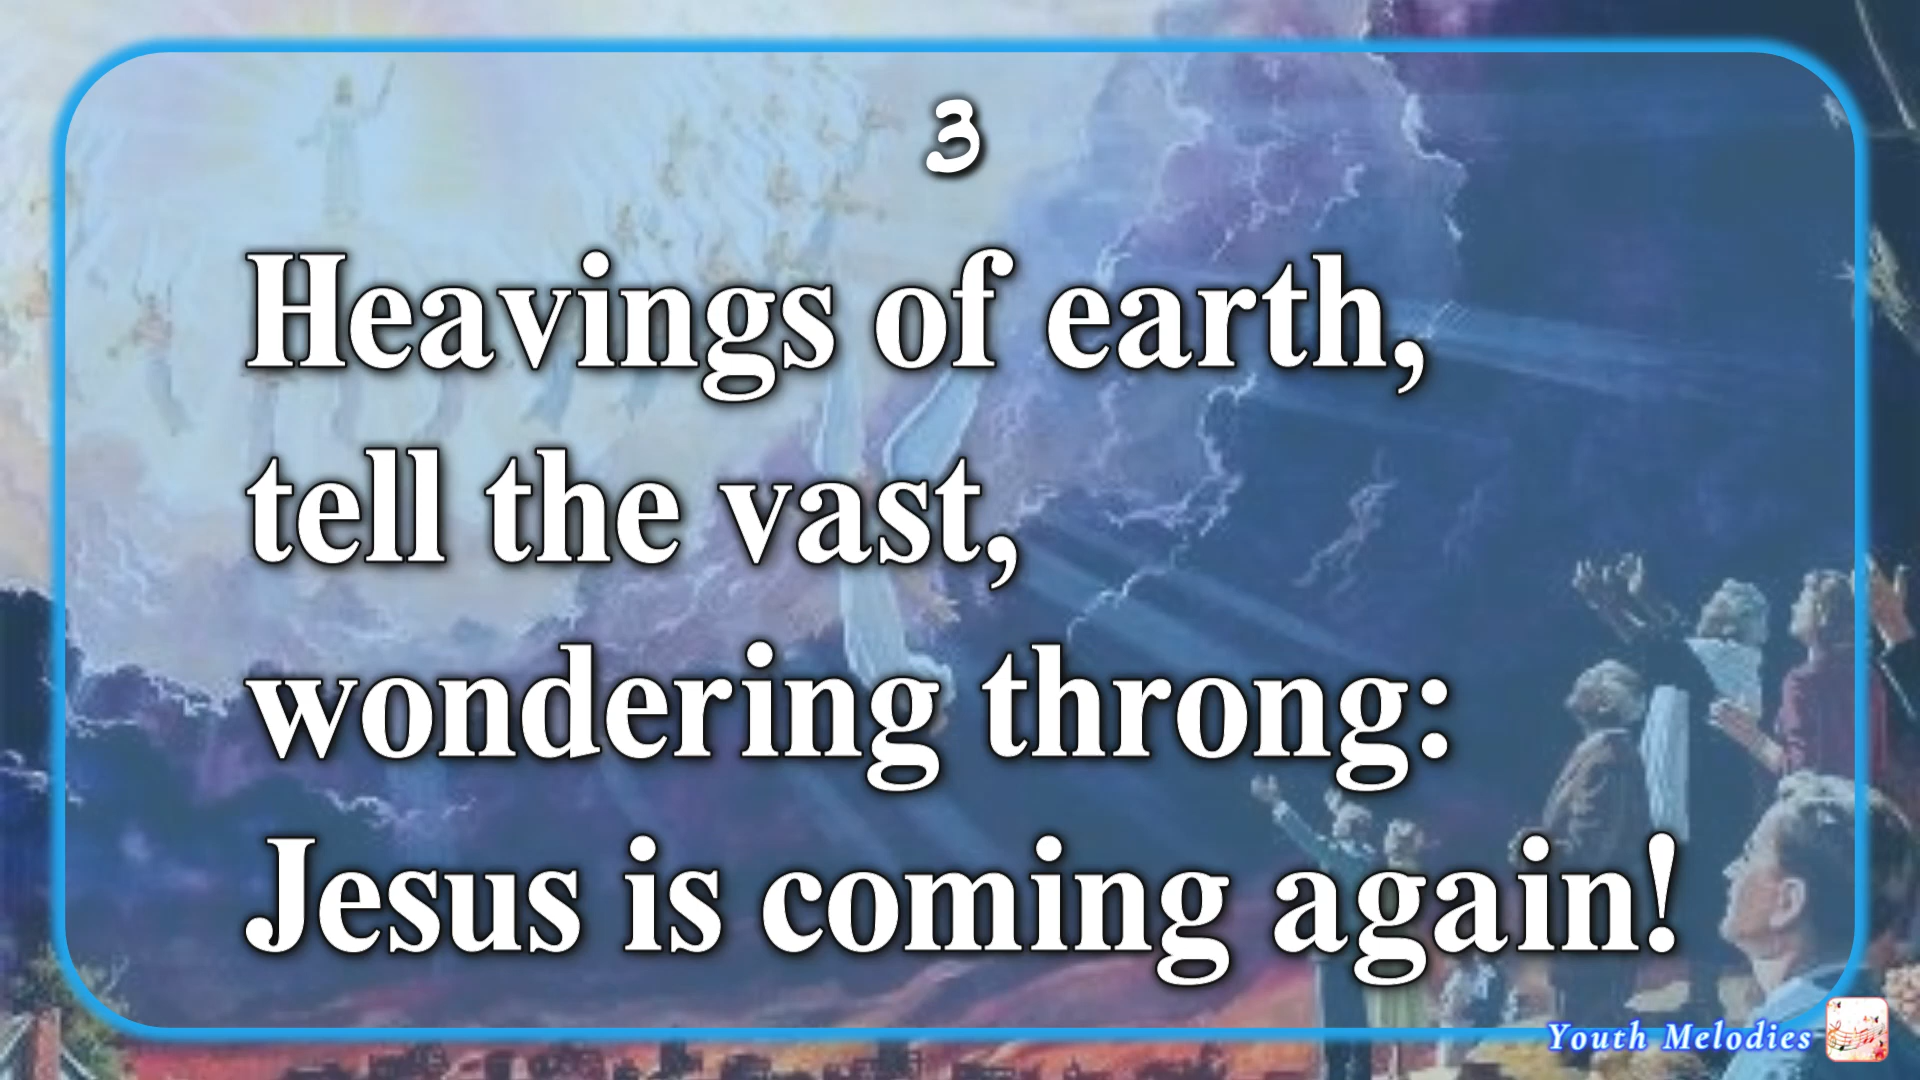 3
Heavings of earth,
tell the vast,
wondering throng:
Jesus is coming again!
Youth Melodies